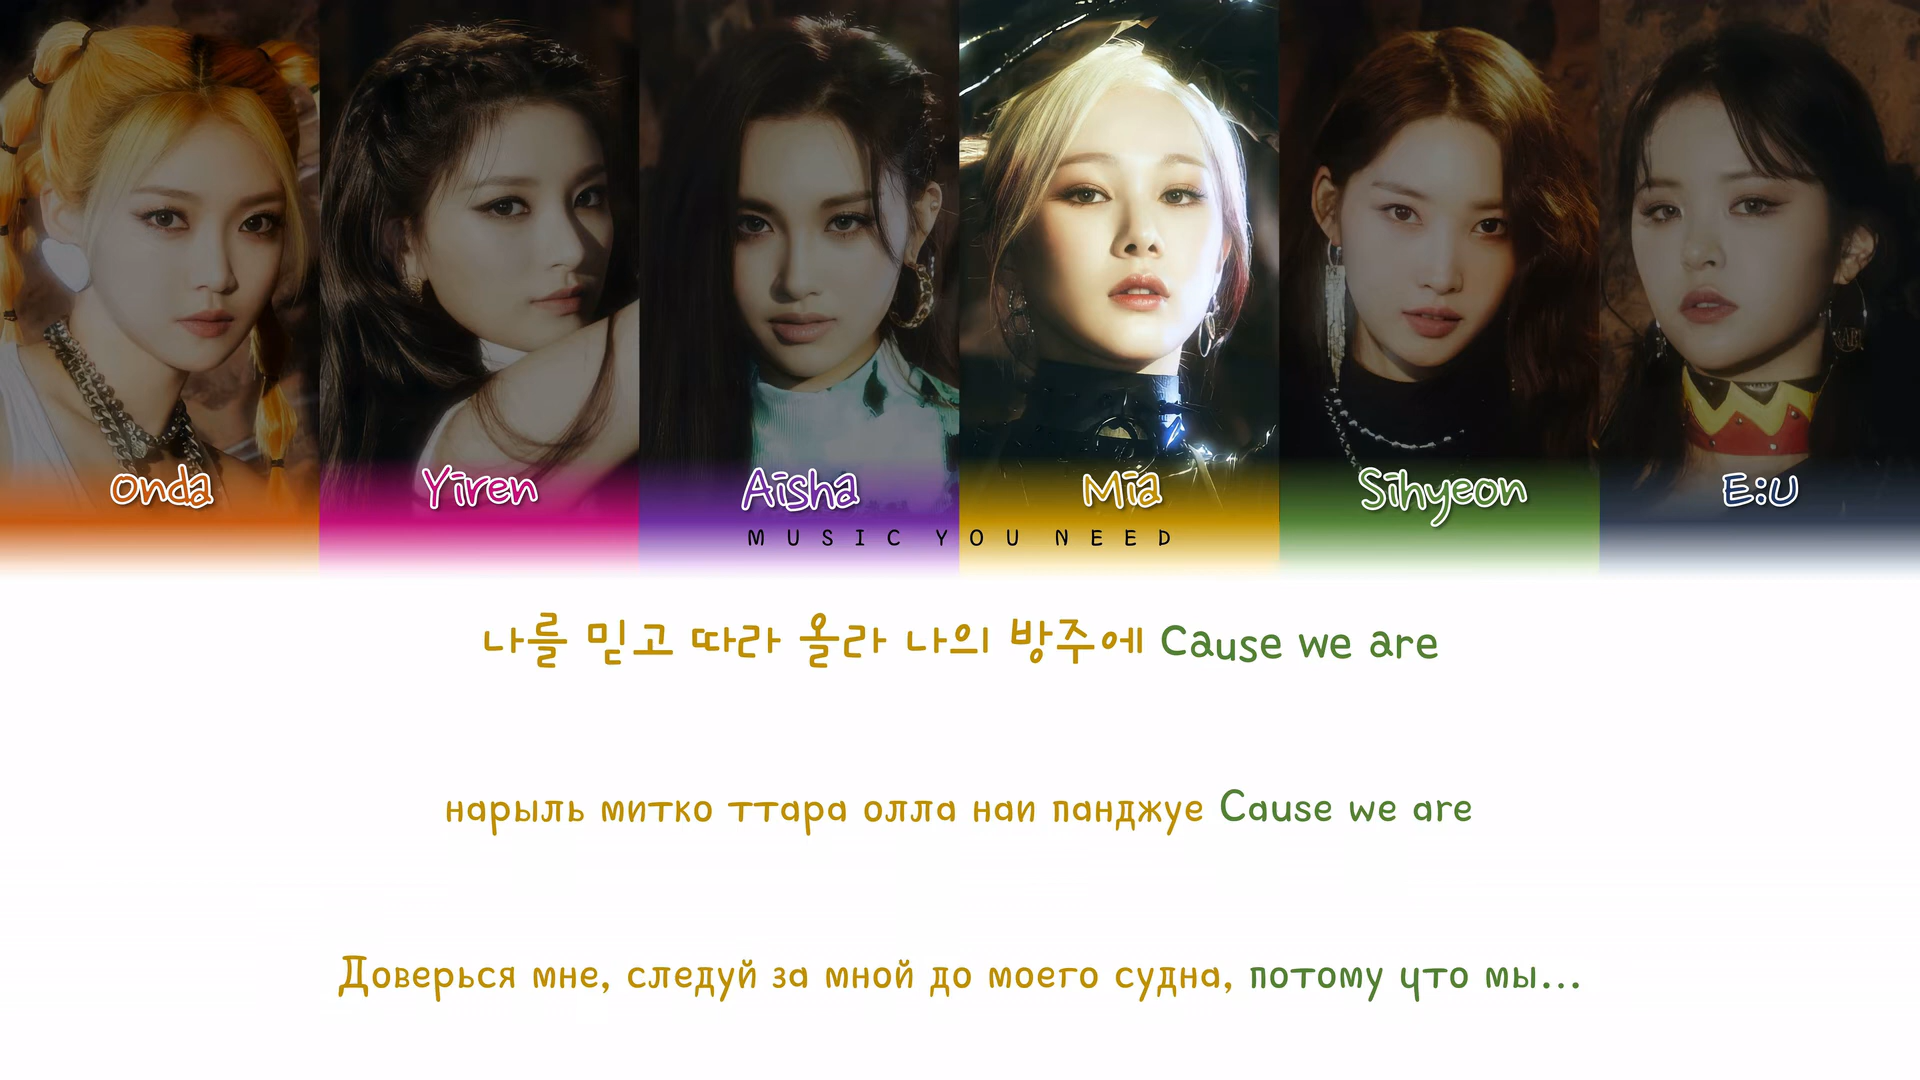 Onda Yiren Aisha Mia Sihyeon E:U
MUSIC YOU NEED
나를 믿고 따라 올라 나의 방주에 Cause we are
нарыль митко ттара олла наи панджуе Cause we are
Доверься мне, следуй за мной до моего судна, потому что мы...